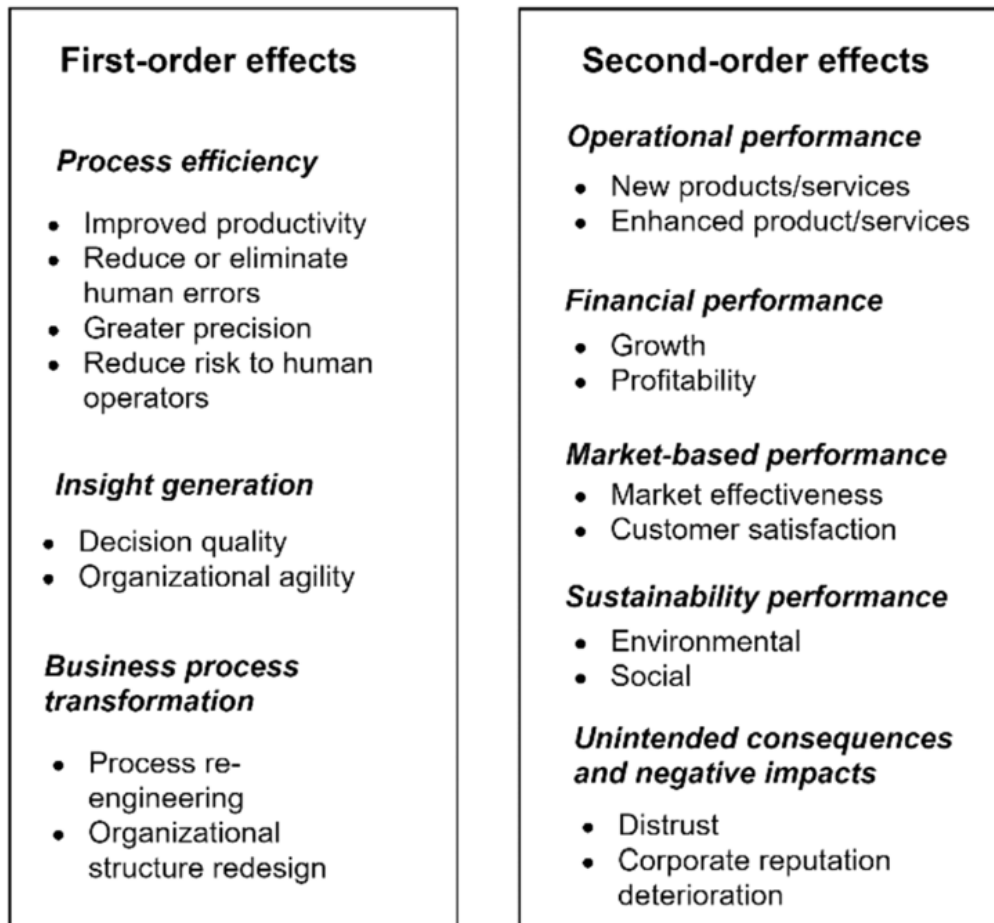 First-order effects
Process efficiency
• Improved productivity
• Reduce or eliminate
human errors
• Greater precision
• Reduce risk to human
operators
Insight generation
• Decision quality
• Organizational agility
Business process
transformation
• Process re-
engineering
• Organizational
structure redesign
Second-order effects
Operational performance
• New products/services
• Enhanced product/services
Financial performance
• Growth
• Profitability
Market-based performance
• Market effectiveness
• Customer satisfaction
Sustainability performance
• Environmental
• Social
Unintended consequences
and negative impacts
• Distrust
• Corporate reputation
deterioration